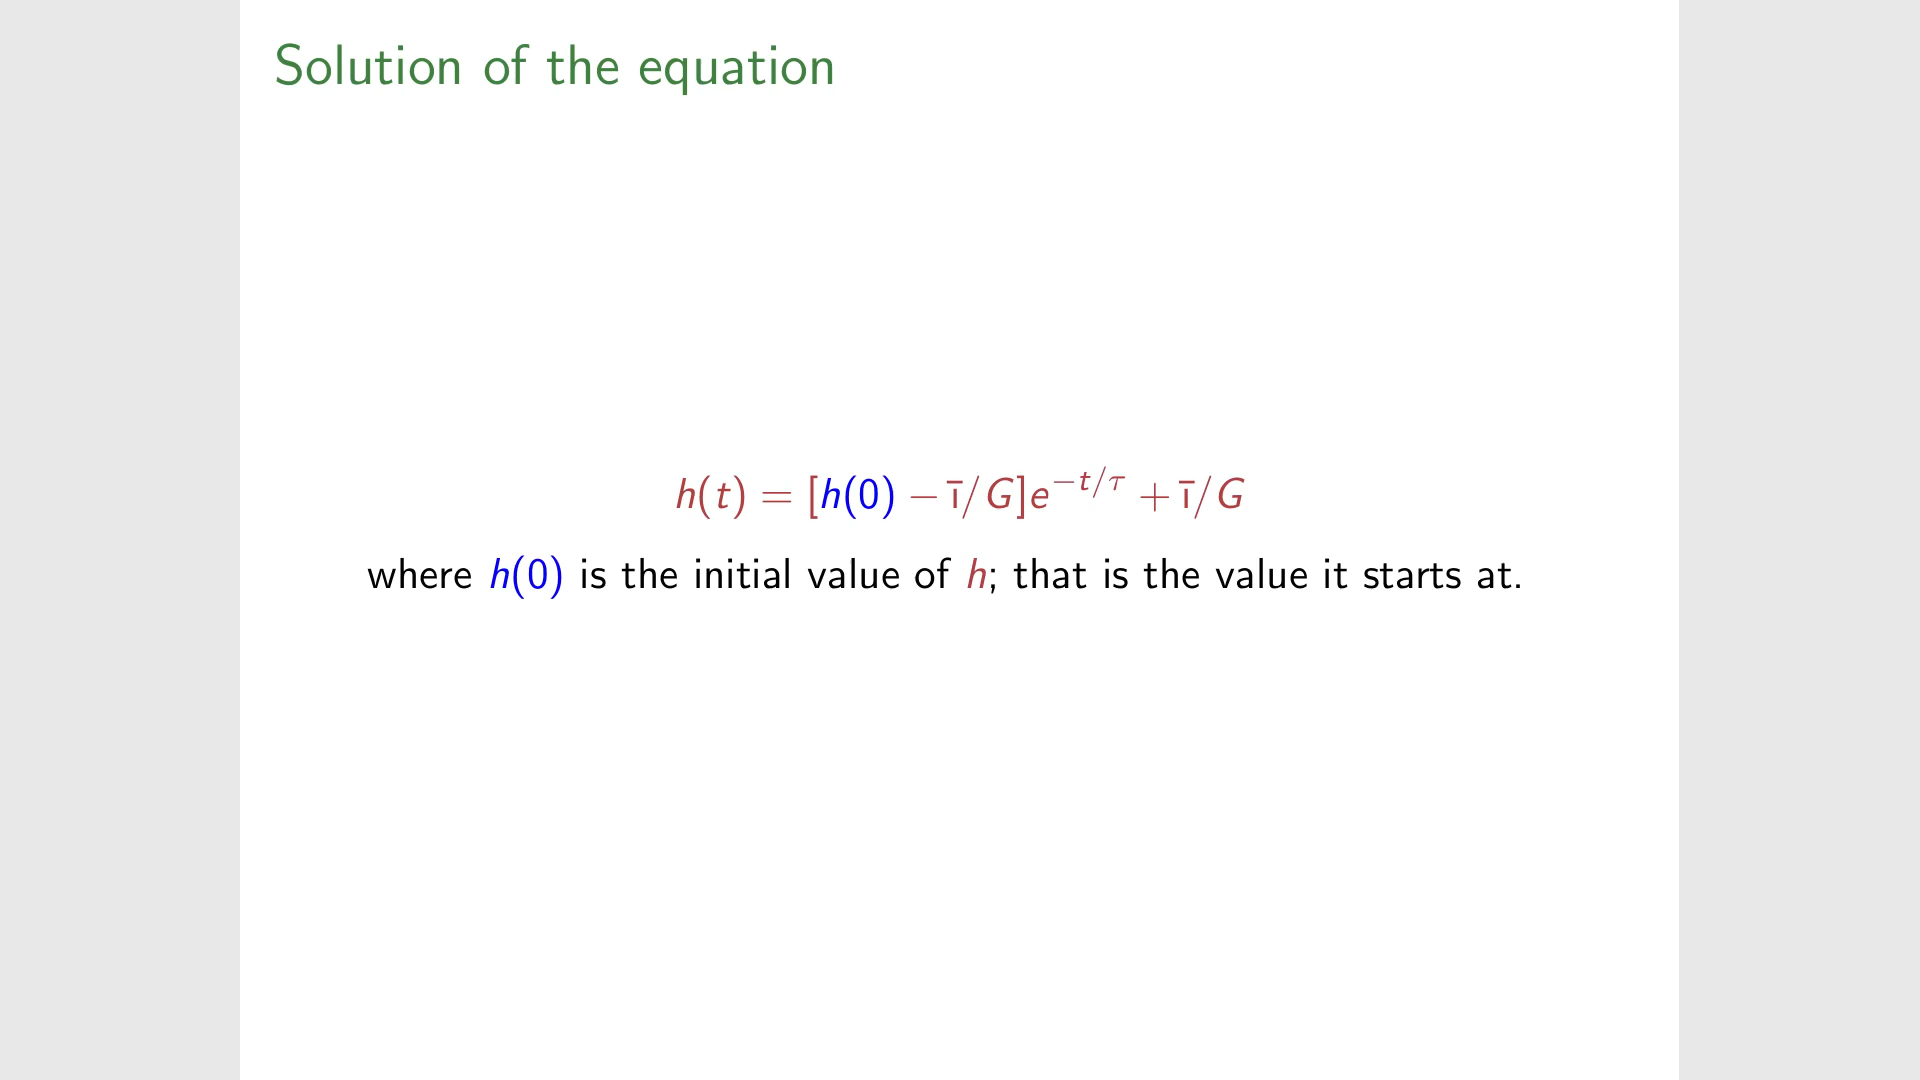 Solution of the equation
h(t) = [h(0) − ī/G]e^{−t/τ} + ī/G
where h(0) is the initial value of h; that is the value it starts at.